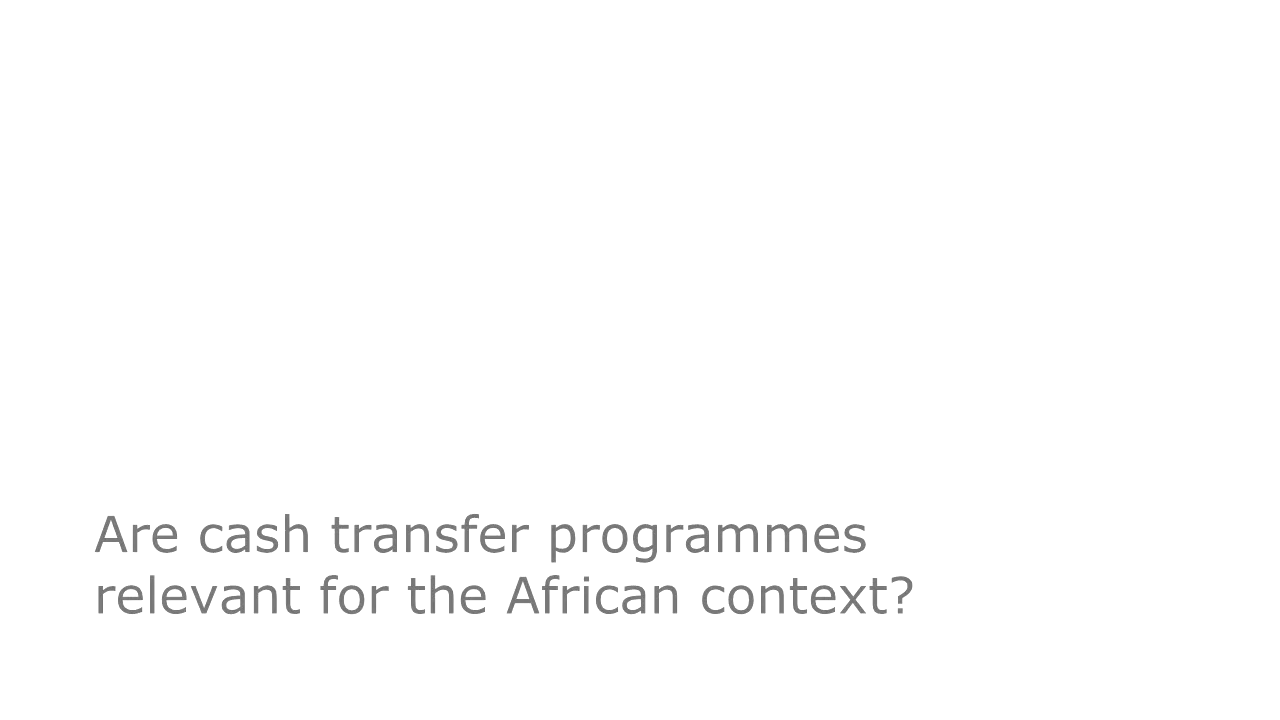 Are cash transfer programmes
relevant for the African context?